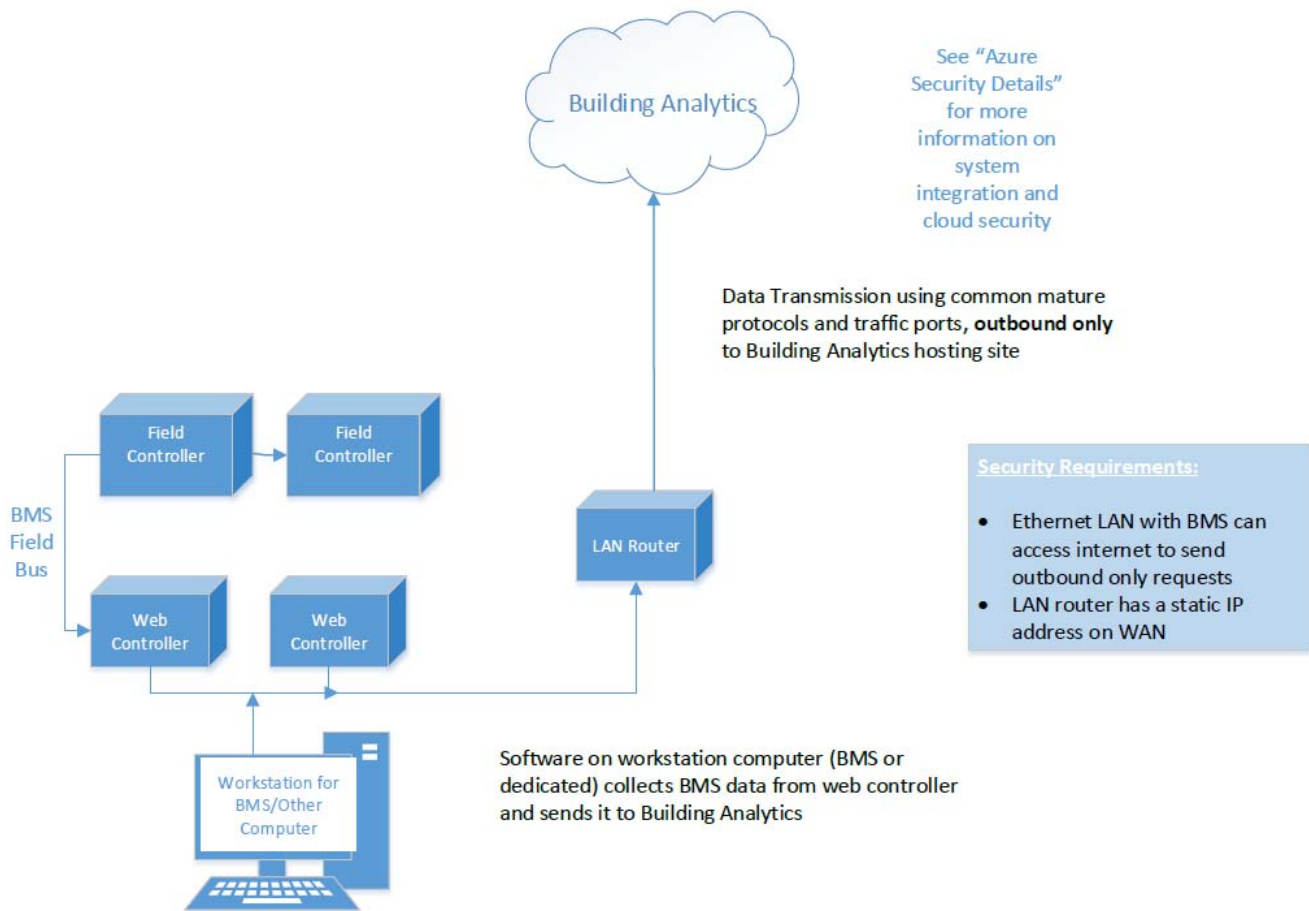 Building Analytics
See “Azure
Security Details”
for more
information on
system
integration and
cloud security
Data Transmission using common mature
protocols and traffic ports, outbound only
to Building Analytics hosting site
Field
Controller
Field
Controller
BMS
Field
Bus
LAN Router
Security Requirements:
• Ethernet LAN with BMS can
access internet to send
outbound only requests
• LAN router has a static IP
address on WAN
Web
Controller
Web
Controller
Workstation for
BMS/Other
Computer
Software on workstation computer (BMS or
dedicated) collects BMS data from web controller
and sends it to Building Analytics